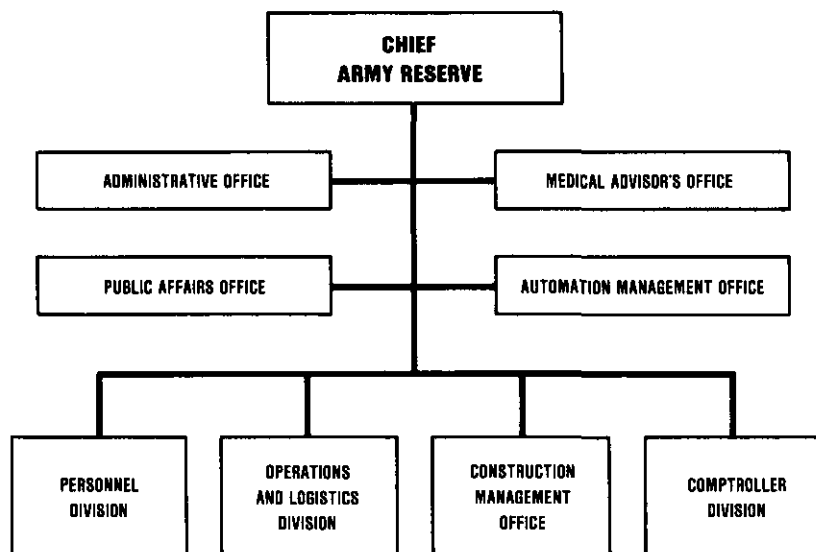 CHIEF
ARMY RESERVE
ADMINISTRATIVE OFFICE
MEDICAL ADVISOR'S OFFICE
PUBLIC AFFAIRS OFFICE
AUTOMATION MANAGEMENT OFFICE
PERSONNEL
DIVISION
OPERATIONS
AND LOGISTICS
DIVISION
CONSTRUCTION
MANAGEMENT
OFFICE
COMPTROLLER
DIVISION